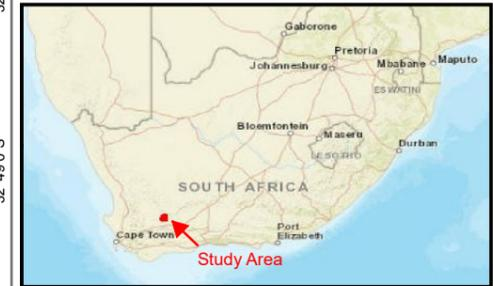 Gaborone
Pretoria
Johannesburg
Mbabane
Maputo
ESWATINI
Bloemfontein
Maseru
LESOTHO
Durban
SOUTH AFRICA
Cape Town
Port
Elizabeth
Study Area